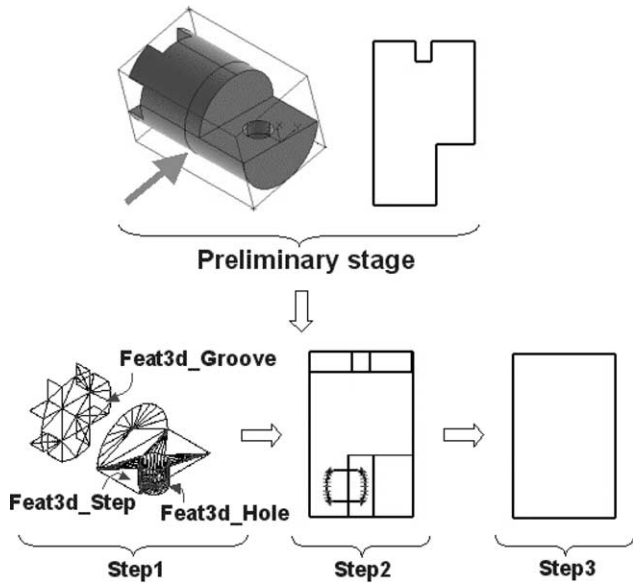 Preliminary stage
Feat3d_Groove
Feat3d_Step
Feat3d_Hole
Step1
Step2
Step3